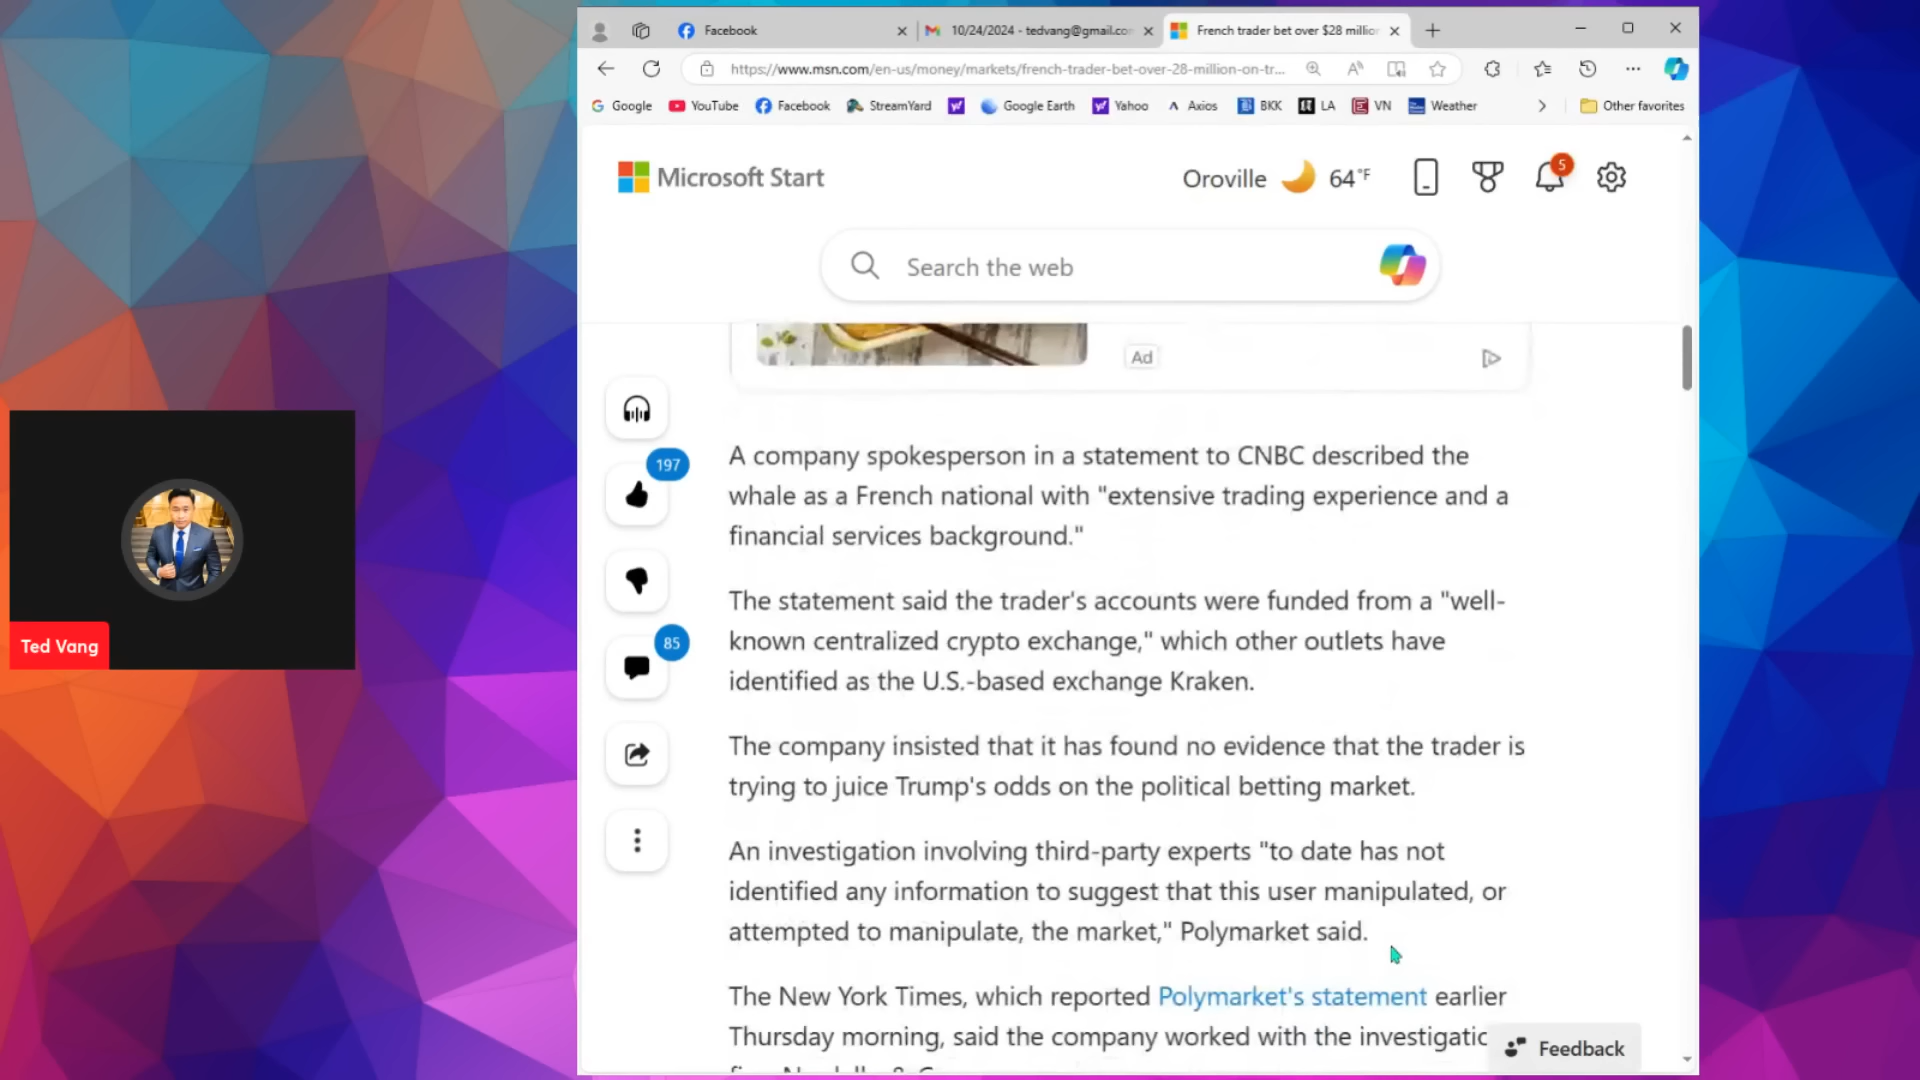 Facebook
10/24/2024 - tedvang@gmail.co
French trader bet over $28 millio
https://www.msn.com/en-us/money/markets/french-trader-bet-over-28-million-on-tr...
Google
YouTube
Facebook
StreamYard
Google Earth
Yahoo
Axios
BKK
LA
VN
Weather
Other favorites
Microsoft Start
Oroville
64°F
5
Search the web
Ad
197
85
A company spokesperson in a statement to CNBC described the
whale as a French national with "extensive trading experience and a
financial services background."
The statement said the trader's accounts were funded from a "well-
known centralized crypto exchange," which other outlets have
identified as the U.S.-based exchange Kraken.
The company insisted that it has found no evidence that the trader is
trying to juice Trump's odds on the political betting market.
An investigation involving third-party experts "to date has not
identified any information to suggest that this user manipulated, or
attempted to manipulate, the market," Polymarket said.
The New York Times, which reported Polymarket's statement earlier
Thursday morning, said the company worked with the investigatio
Feedback
Ted Vang